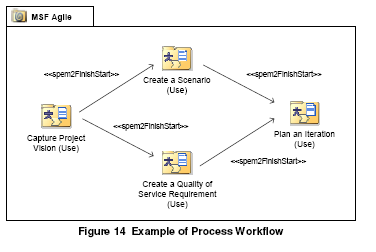 MSF Agile
<<spem2FinishStart>>
Create a Scenario
(Use)
<<spem2FinishStart>>
Capture Project
Vision (Use)
<<spem2FinishStart>>
Plan an Iteration
(Use)
<<spem2FinishStart>>
Create a Quality of
Service Requirement
(Use)
Figure 14 Example of Process Workflow